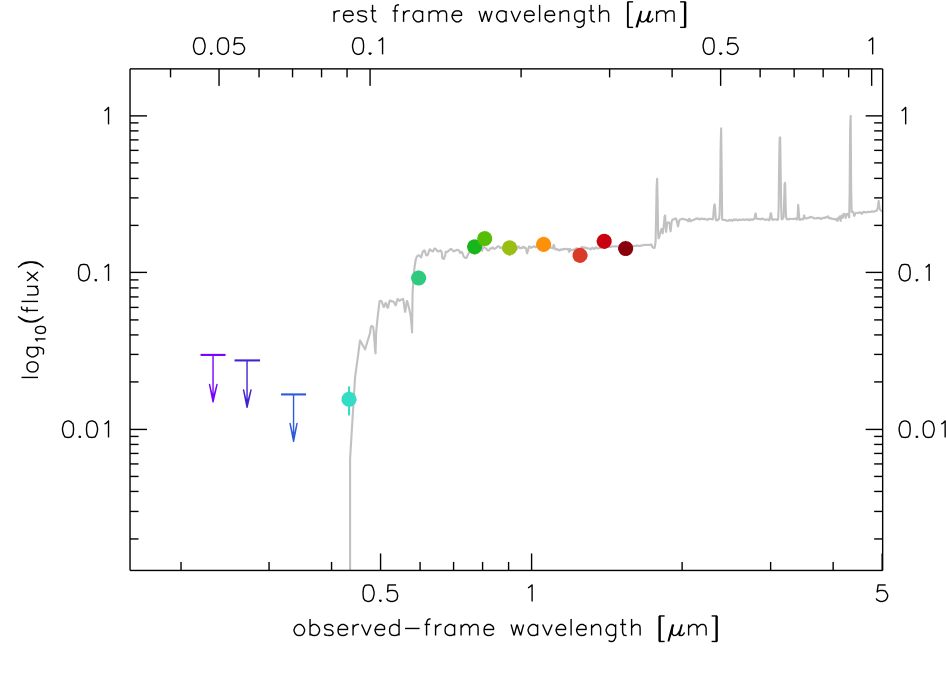 rest frame wavelength [μm]
0.05 0.1 0.5 1
1 1
0.1 0.1
log10(flux)
0.01 0.01
0.5 1 5
observed-frame wavelength [μm]